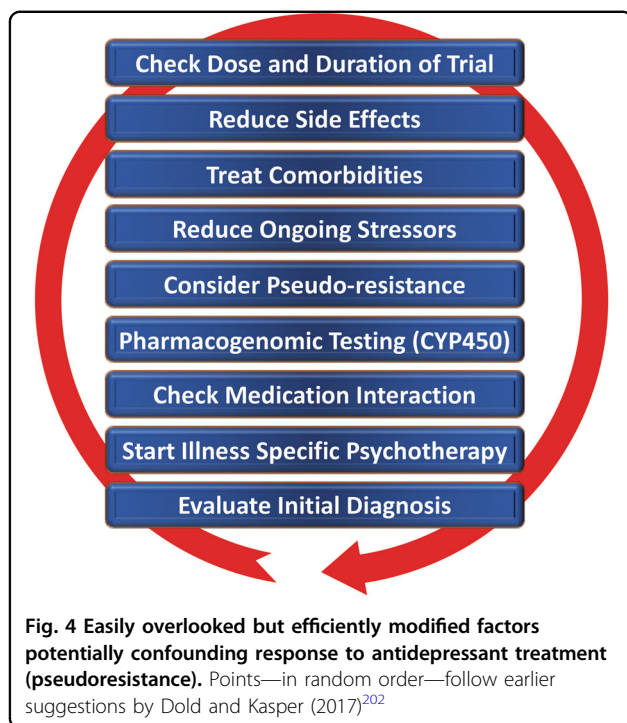 Check Dose and Duration of Trial
Reduce Side Effects
Treat Comorbidities
Reduce Ongoing Stressors
Consider Pseudo-resistance
Pharmacogenomic Testing (CYP450)
Check Medication Interaction
Start Illness Specific Psychotherapy
Evaluate Initial Diagnosis
Fig. 4 Easily overlooked but efficiently modified factors
potentially confounding response to antidepressant treatment
(pseudoresistance). Points—in random order—follow earlier
suggestions by Dold and Kasper (2017)202